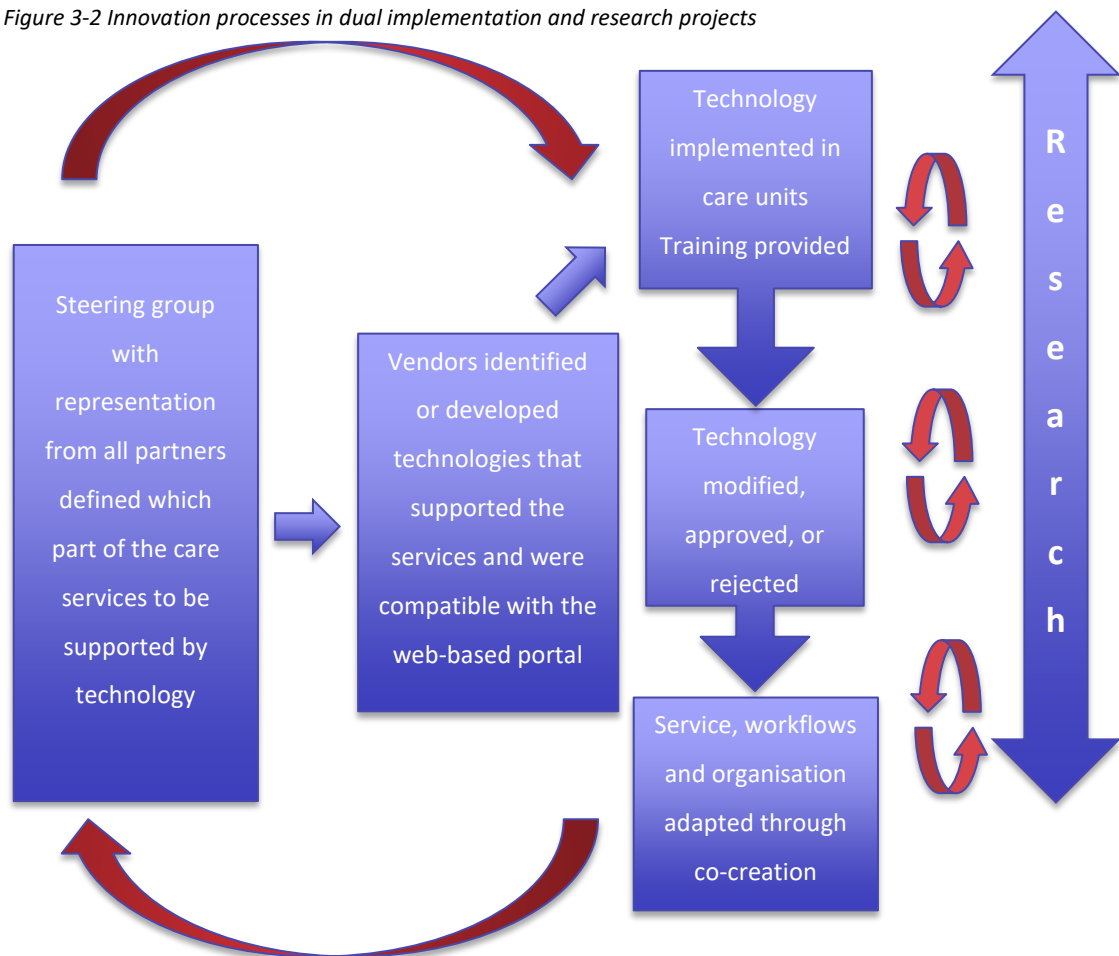 Figure 3-2 Innovation processes in dual implementation and research projects
Steering group
with
representation
from all partners
defined which
part of the care
services to be
supported by
technology
Vendors identified
or developed
technologies that
supported the
services and were
compatible with the
web-based portal
Technology
implemented in
care units
Training provided
Technology
modified,
approved, or
rejected
Service, workflows
and organisation
adapted through
co-creation
R
e
s
e
a
r
c
h